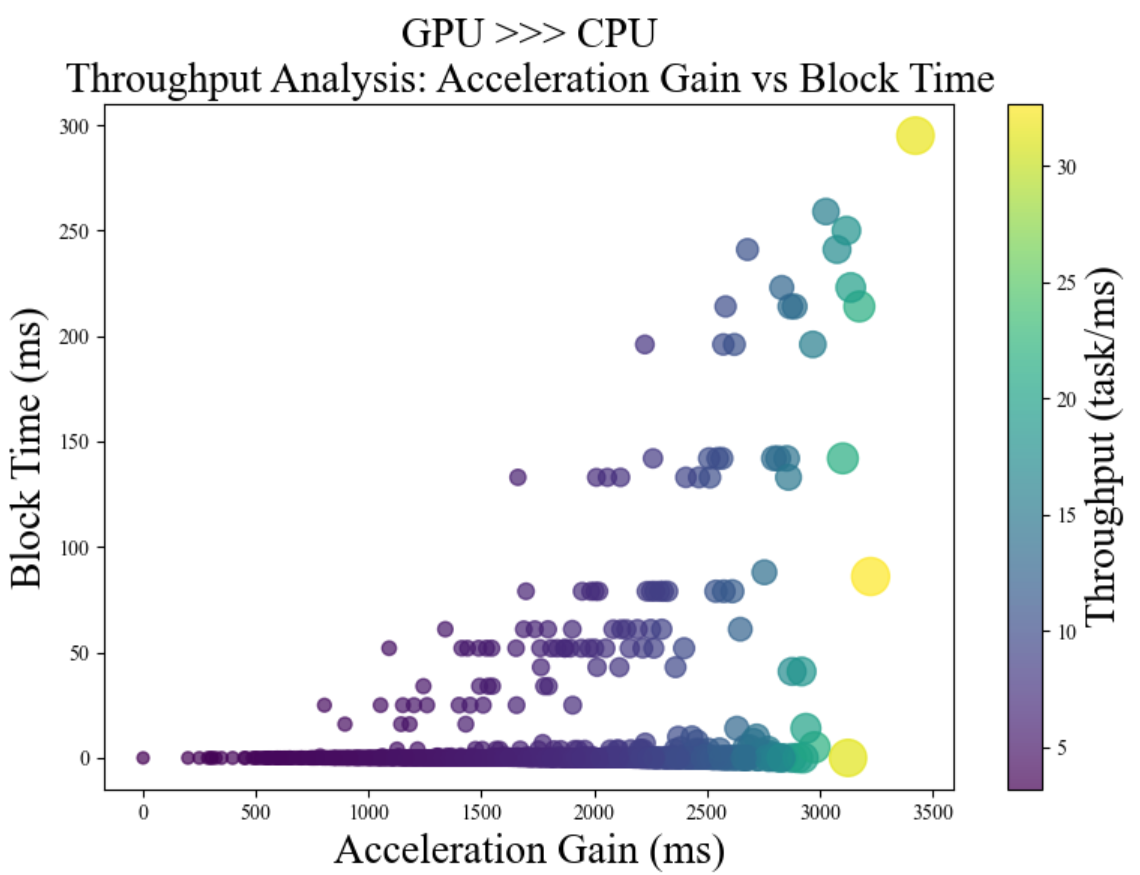 GPU >>> CPU
Throughput Analysis: Acceleration Gain vs Block Time
300
250
200
150
100
50
0
Block Time (ms)
0 500 1000 1500 2000 2500 3000 3500
Acceleration Gain (ms)
30
25
20
15
10
5
Throughput (task/ms)